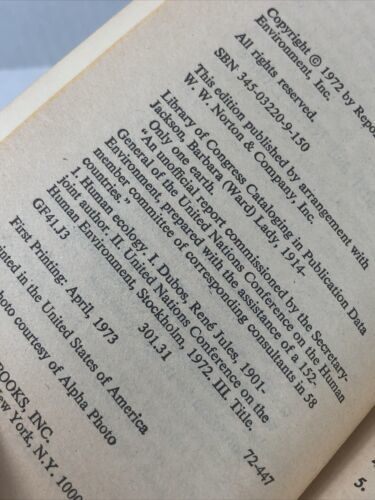 Copyright © 1972 by Repo
Environment, Inc.
All rights reserved.
SBN 345-03220-9-150
This edition published by arrangement with
W. W. Norton & Company, Inc.
Library of Congress Cataloging in Publication Data
Jackson, Barbara (Ward) Lady, 1914-
Only one earth.
"An unofficial report commissioned by the Secretary-
General of the United Nations Conference on the Human
Environment, prepared with the assistance of a 152-
member committee of corresponding consultants in 58
countries."
1. Human ecology. I. Dubos, René Jules, 1901-
joint author. II. United Nations Conference on the
Human Environment, Stockholm, 1972. III. Title.
GF41.J3 301.31 72-447
First Printing: April, 1973
rinted in the United States of America
hoto courtesy of Alpha Photo
BOOKS, INC.
ew York, N.Y. 1000
5.